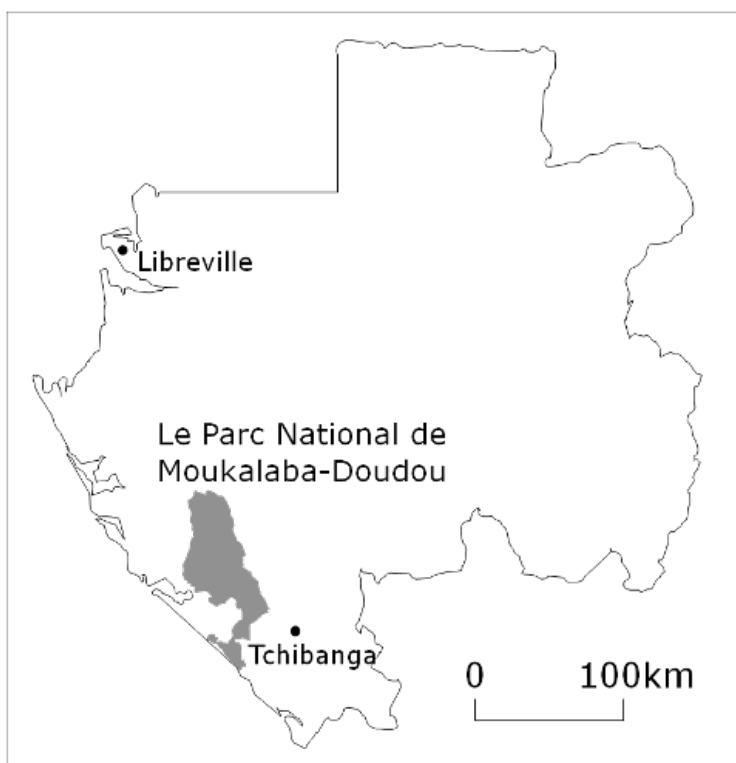 Libreville
Le Parc National de
Moukalaba-Doudou
Tchibanga
0 100km